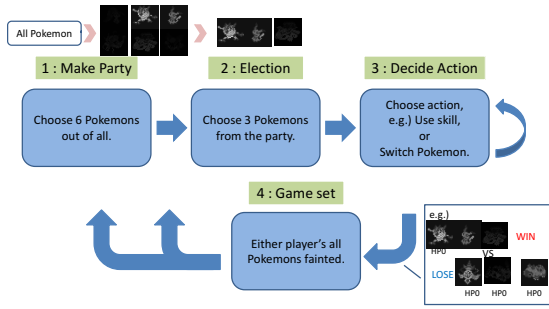 All Pokemon
1 : Make Party
2 : Election
3 : Decide Action
Choose 6 Pokemons
out of all.
Choose 3 Pokemons
from the party.
Choose action,
e.g.) Use skill,
or
Switch Pokemon.
4 : Game set
Either player's all
Pokemons fainted.
e.g.)
WIN
HP0
VS
LOSE
HP0
HP0
HP0